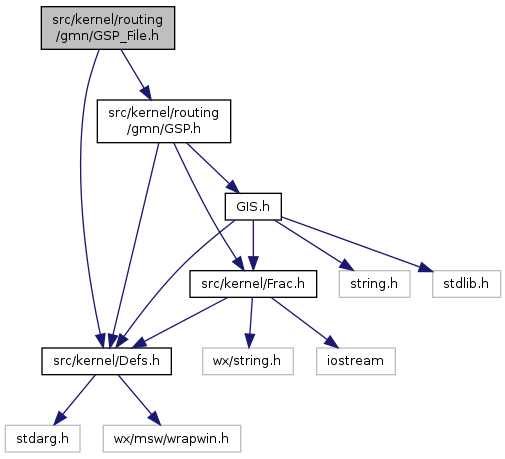 src/kernel/routing
/gmn/GSP_File.h
src/kernel/routing
/gmn/GSP.h
GIS.h
src/kernel/Frac.h
string.h
stdlib.h
src/kernel/Defs.h
wx/string.h
iostream
stdarg.h
wx/msw/wrapwin.h